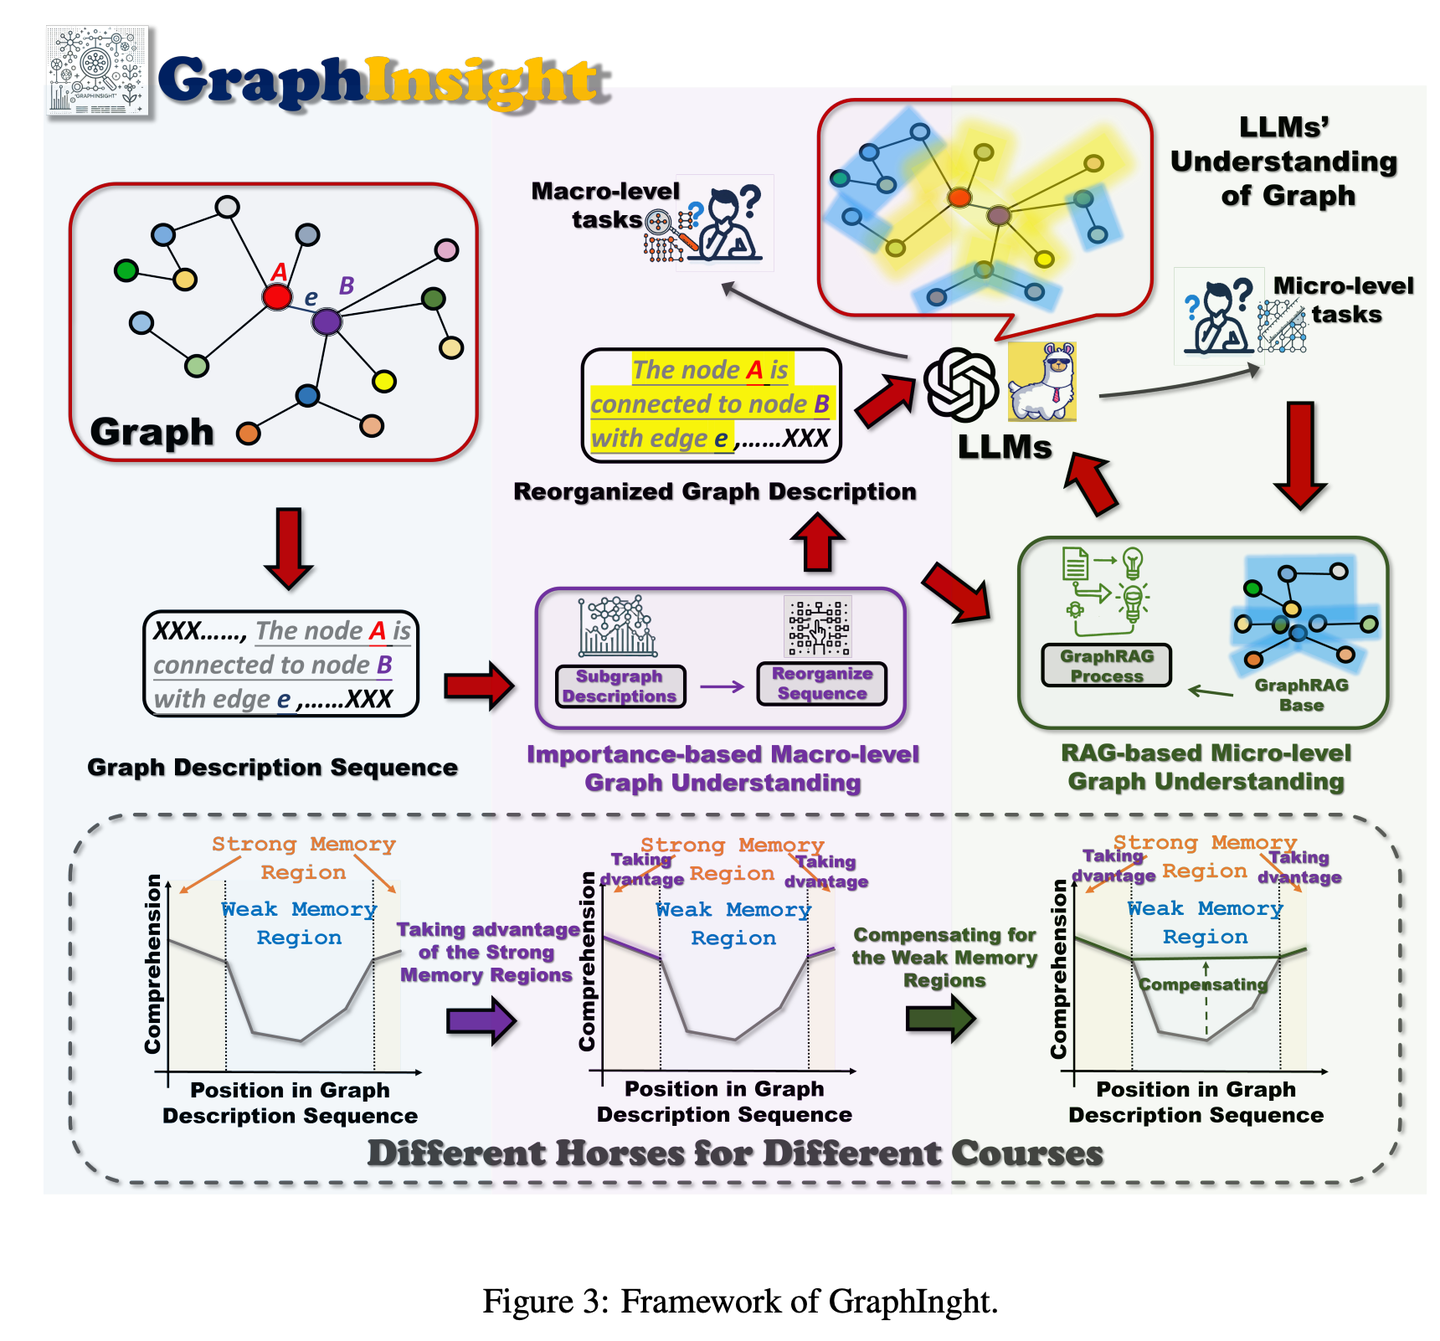 GraphInsight
Graph
A
B
e
XXX……, The node A is
connected to node B
with edge e ,……XXX
Graph Description Sequence
Macro-level
tasks
The node A is
connected to node B
with edge e ,……XXX
Reorganized Graph Description
Subgraph
Descriptions
Reorganize
Sequence
Importance-based Macro-level
Graph Understanding
LLMs’
Understanding
of Graph
Micro-level
tasks
LLMs
GraphRAG
Process
GraphRAG
Base
RAG-based Micro-level
Graph Understanding
Strong Memory
Region
Weak Memory
Region
Comprehension
Position in Graph
Description Sequence
Taking advantage
of the Strong
Memory Regions
Strong Memory
Region
Taking
dvantage
Taking
dvantage
Weak Memory
Region
Comprehension
Position in Graph
Description Sequence
Compensating for
the Weak Memory
Regions
Strong Memory
Region
Taking
dvantage
Taking
dvantage
Weak Memory
Region
Compensating
Comprehension
Position in Graph
Description Sequence
Different Horses for Different Courses
Figure 3: Framework of GraphInght.